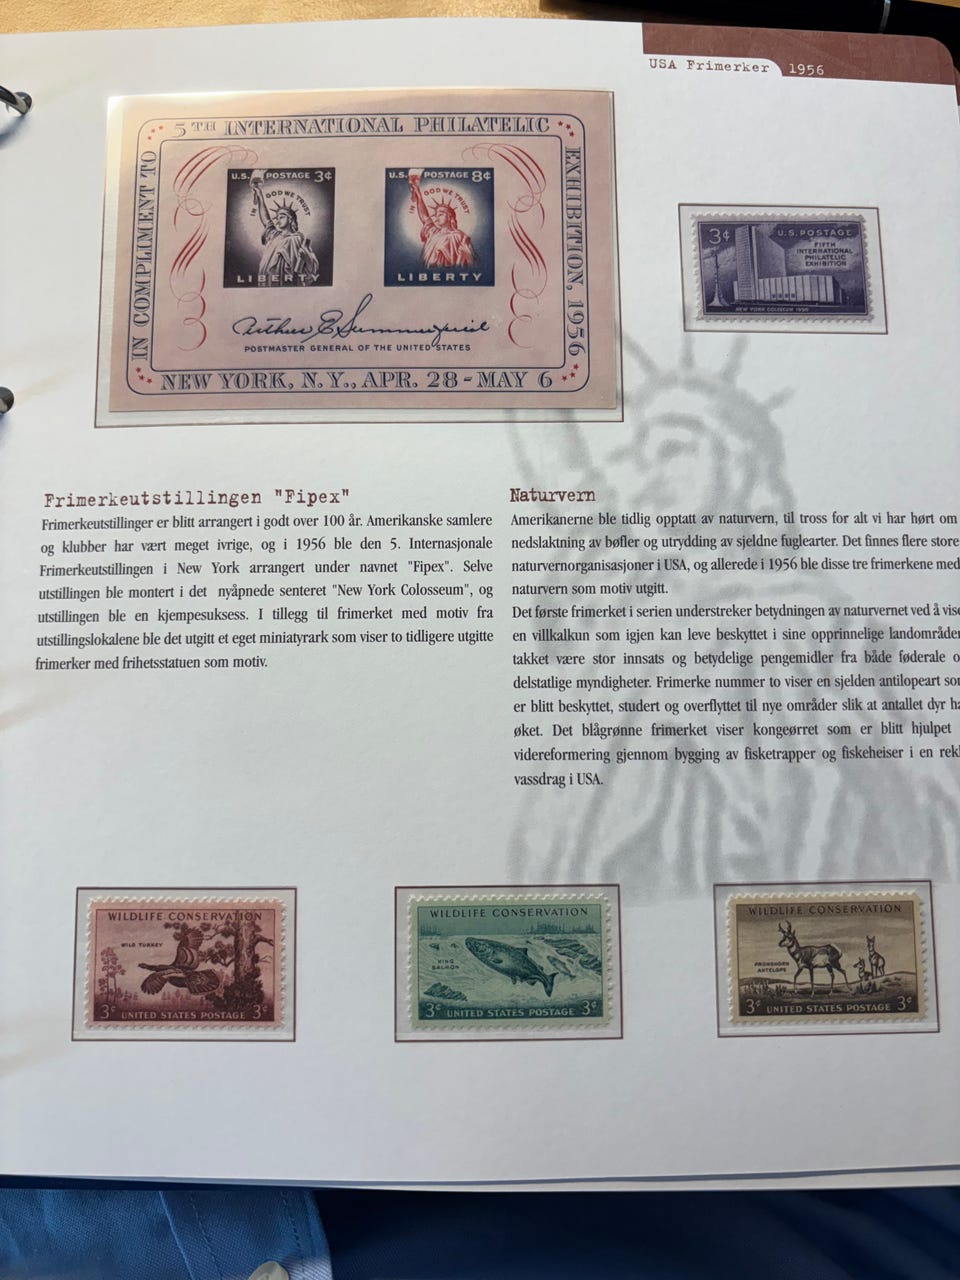 USA Frimerker 1956
5TH INTERNATIONAL PHILATELIC
EXHIBITION, 1956
IN COMPLIMENT TO
U.S. POSTAGE 3¢
IN GOD WE TRUST
LIBERTY
U.S. POSTAGE 8¢
IN GOD WE TRUST
LIBERTY
Arthur E. Summerfield
POSTMASTER GENERAL OF THE UNITED STATES
NEW YORK, N.Y., APR. 28 - MAY 6
3¢ U.S. POSTAGE
FIFTH
INTERNATIONAL
PHILATELIC
EXHIBITION
NEW YORK COLISEUM 1956
Frimerkeutstillingen "Fipex"
Frimerkeutstillinger er blitt arrangert i godt over 100 år. Amerikanske samlere
og klubber har vært meget ivrige, og i 1956 ble den 5. Internasjonale
Frimerkeutstillingen i New York arrangert under navnet "Fipex". Selve
utstillingen ble montert i det nyåpnede senteret "New York Colosseum", og
utstillingen ble en kjempesuksess. I tillegg til frimerket med motiv fra
utstillingslokalene ble det utgitt et eget miniatyrark som viser to tidligere utgitte
frimerker med frihetsstatuen som motiv.
Naturvern
Amerikanerne ble tidlig opptatt av naturvern, til tross for alt vi har hørt om
nedslaktning av bøfler og utrydding av sjeldne fuglearter. Det finnes flere store
naturvernorganisasjoner i USA, og allerede i 1956 ble disse tre frimerkene med
naturvern som motiv utgitt.
Det første frimerket i serien understreker betydningen av naturvernet ved å vise
en villkalkun som igjen kan leve beskyttet i sine opprinnelige landområder
takket være stor innsats og betydelige pengemidler fra både føderale o
delstatlige myndigheter. Frimerke nummer to viser en sjelden antilopeart so
er blitt beskyttet, studert og overflyttet til nye områder slik at antallet dyr ha
øket. Det blågrønne frimerket viser kongeørret som er blitt hjulpet
videreformering gjennom bygging av fisketrapper og fiskeheiser i en rek
vassdrag i USA.
WILDLIFE CONSERVATION
WILD TURKEY
3¢ UNITED STATES POSTAGE 3¢
WILDLIFE CONSERVATION
KING
SALMON
3¢ UNITED STATES POSTAGE 3¢
WILDLIFE CONSERVATION
PRONGHORN
ANTELOPE
3¢ UNITED STATES POSTAGE 3¢